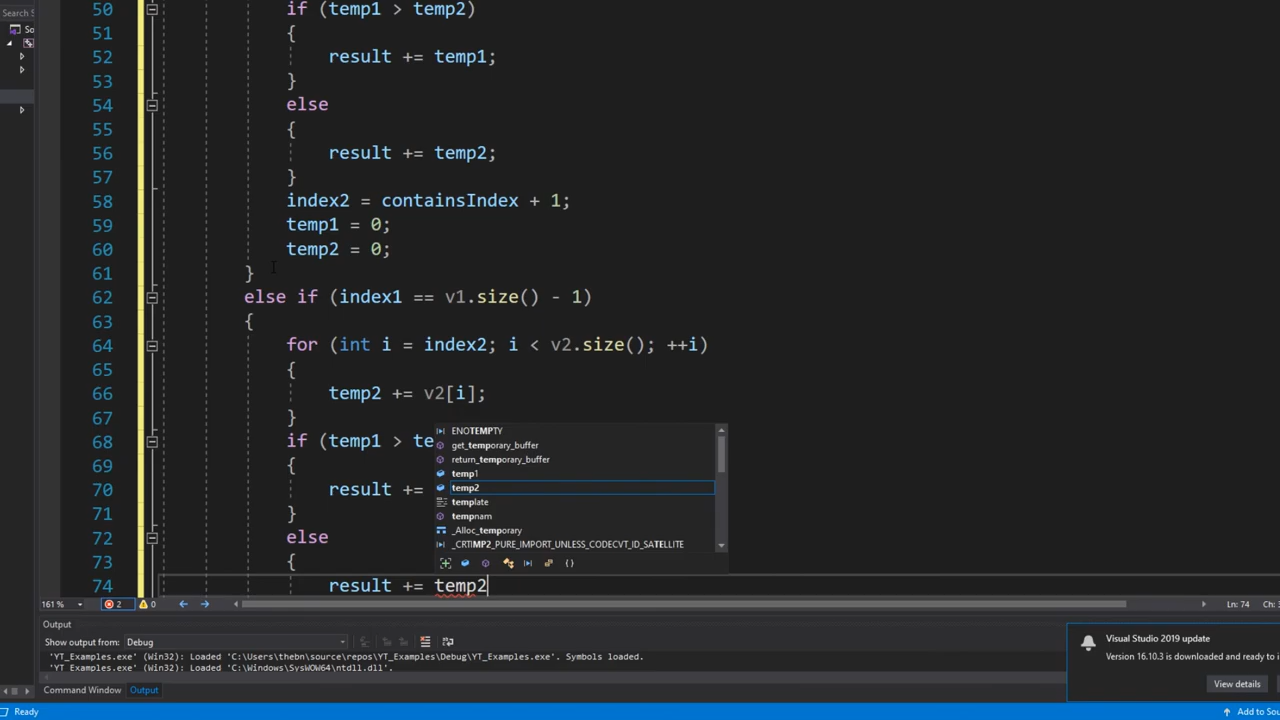 Search S
So
50 if (temp1 > temp2)
51 {
52 result += temp1;
53 }
54 else
55 {
56 result += temp2;
57 }
58 index2 = containsIndex + 1;
59 temp1 = 0;
60 temp2 = 0;
61 }
62 else if (index1 == v1.size() - 1)
63 {
64 for (int i = index2; i < v2.size(); ++i)
65 {
66 temp2 += v2[i];
67 }
68 if (temp1 > te
69 {
70 result +=
71 }
72 else
73 {
74 result += temp2
ENOTEMPTY
get_temporary_buffer
return_temporary_buffer
temp1
temp2
template
tempnam
_Alloc_temporary
_CRTIMP2_PURE_IMPORT_UNLESS_CODECVT_ID_SATELLITE
161 % 2 0 Ln: 74 Ch: 3
Output
Show output from: Debug
'YT_Examples.exe' (Win32): Loaded 'C:\Users\thebn\source\repos\YT_Examples\Debug\YT_Examples.exe'. Symbols loaded.
'YT_Examples.exe' (Win32): Loaded 'C:\Windows\SysWOW64\ntdll.dll'.
Visual Studio 2019 update
Version 16.10.3 is downloaded and ready to i
View details
Command Window Output
Ready Add to Sou